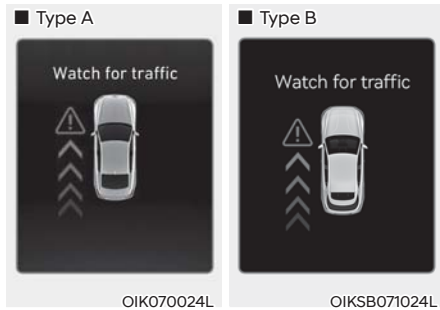 ■ Type A
Watch for traffic
OIK070024L
■ Type B
Watch for traffic
OIKSB071024L